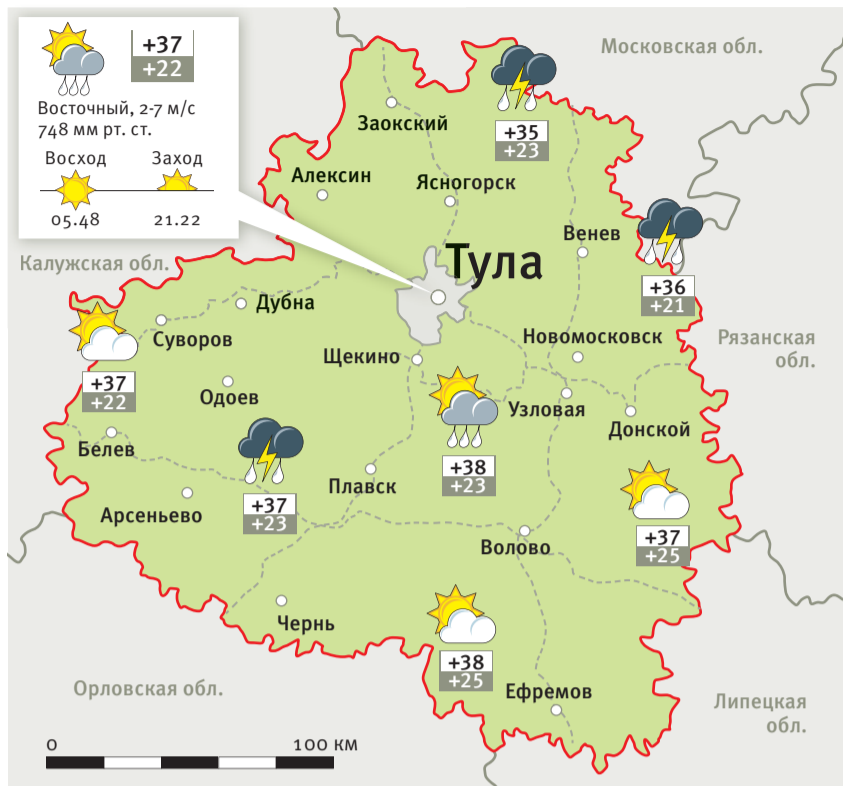 +37
+22
Восточный, 2-7 м/с
748 мм рт. ст.
Восход Заход
05.48 21.22
Московская обл.
Заокский
+35
+23
Алексин
Ясногорск
Венев
Тула
Калужская обл.
+36
+21
Дубна
Суворов
Новомосковск
Рязанская
обл.
Щекино
+37
+22
Одоев
Узловая
Донской
Белев
+38
+23
Плавск
Арсеньево
+37
+23
+37
+25
Волово
Чернь
+38
+25
Орловская обл.
Ефремов
Липецкая
обл.
0 100 КМ